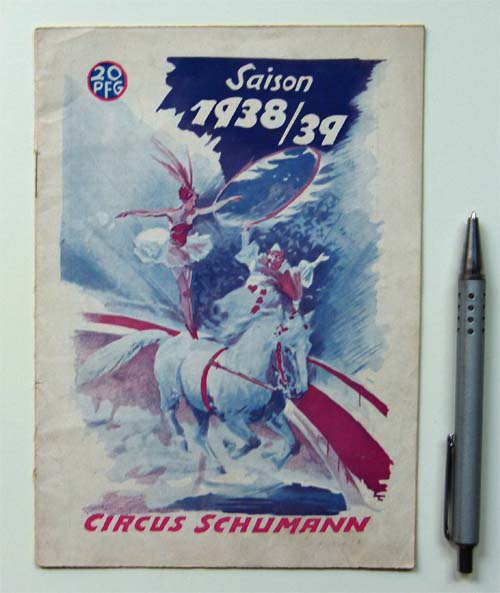 20
PFG
Saison
1938/39
CIRCUS SCHUMANN